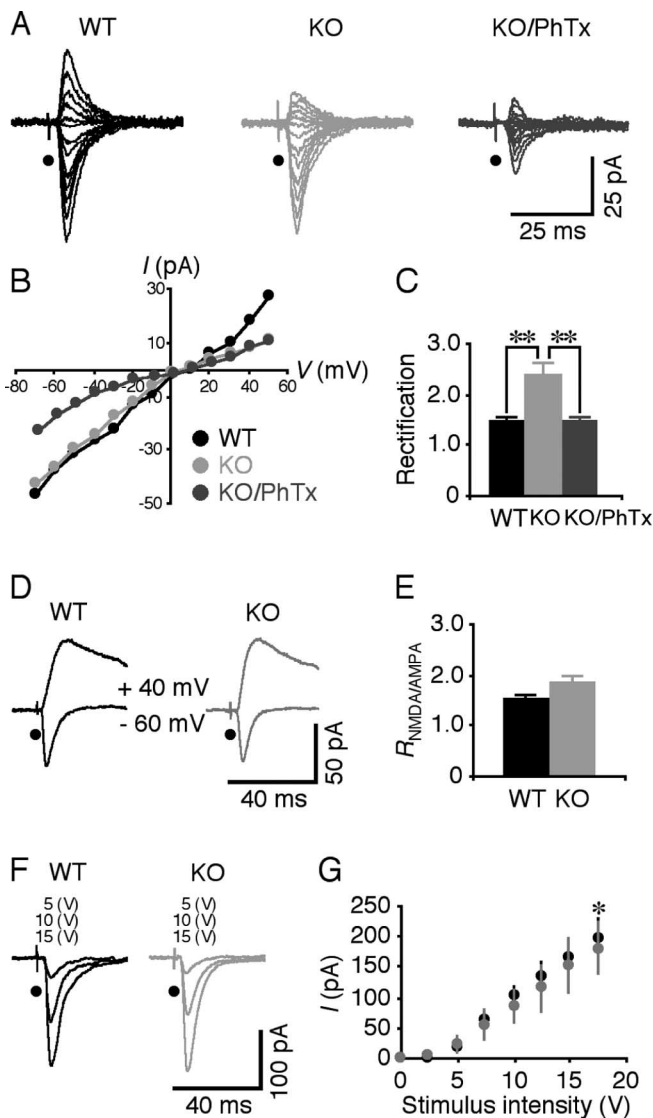 A
WT KO KO/PhTx
25 pA
25 ms
B
I (pA)
30
10
-80 -60 -40 -20 0 20 40 60
V (mV)
-10
-30
-50
WT
KO
KO/PhTx
C
** **
Rectification
3.0
2.0
1.0
0
WT KO KO/PhTx
D
WT KO
+ 40 mV
- 60 mV
50 pA
40 ms
E
R NMDA/AMPA
3.0
2.0
1.0
0
WT KO
F
WT KO
5 (V) 5 (V)
10 (V) 10 (V)
15 (V) 15 (V)
100 pA
40 ms
G
*
I (pA)
250
200
150
100
50
0
0 5 10 15 20
Stimulus intensity (V)